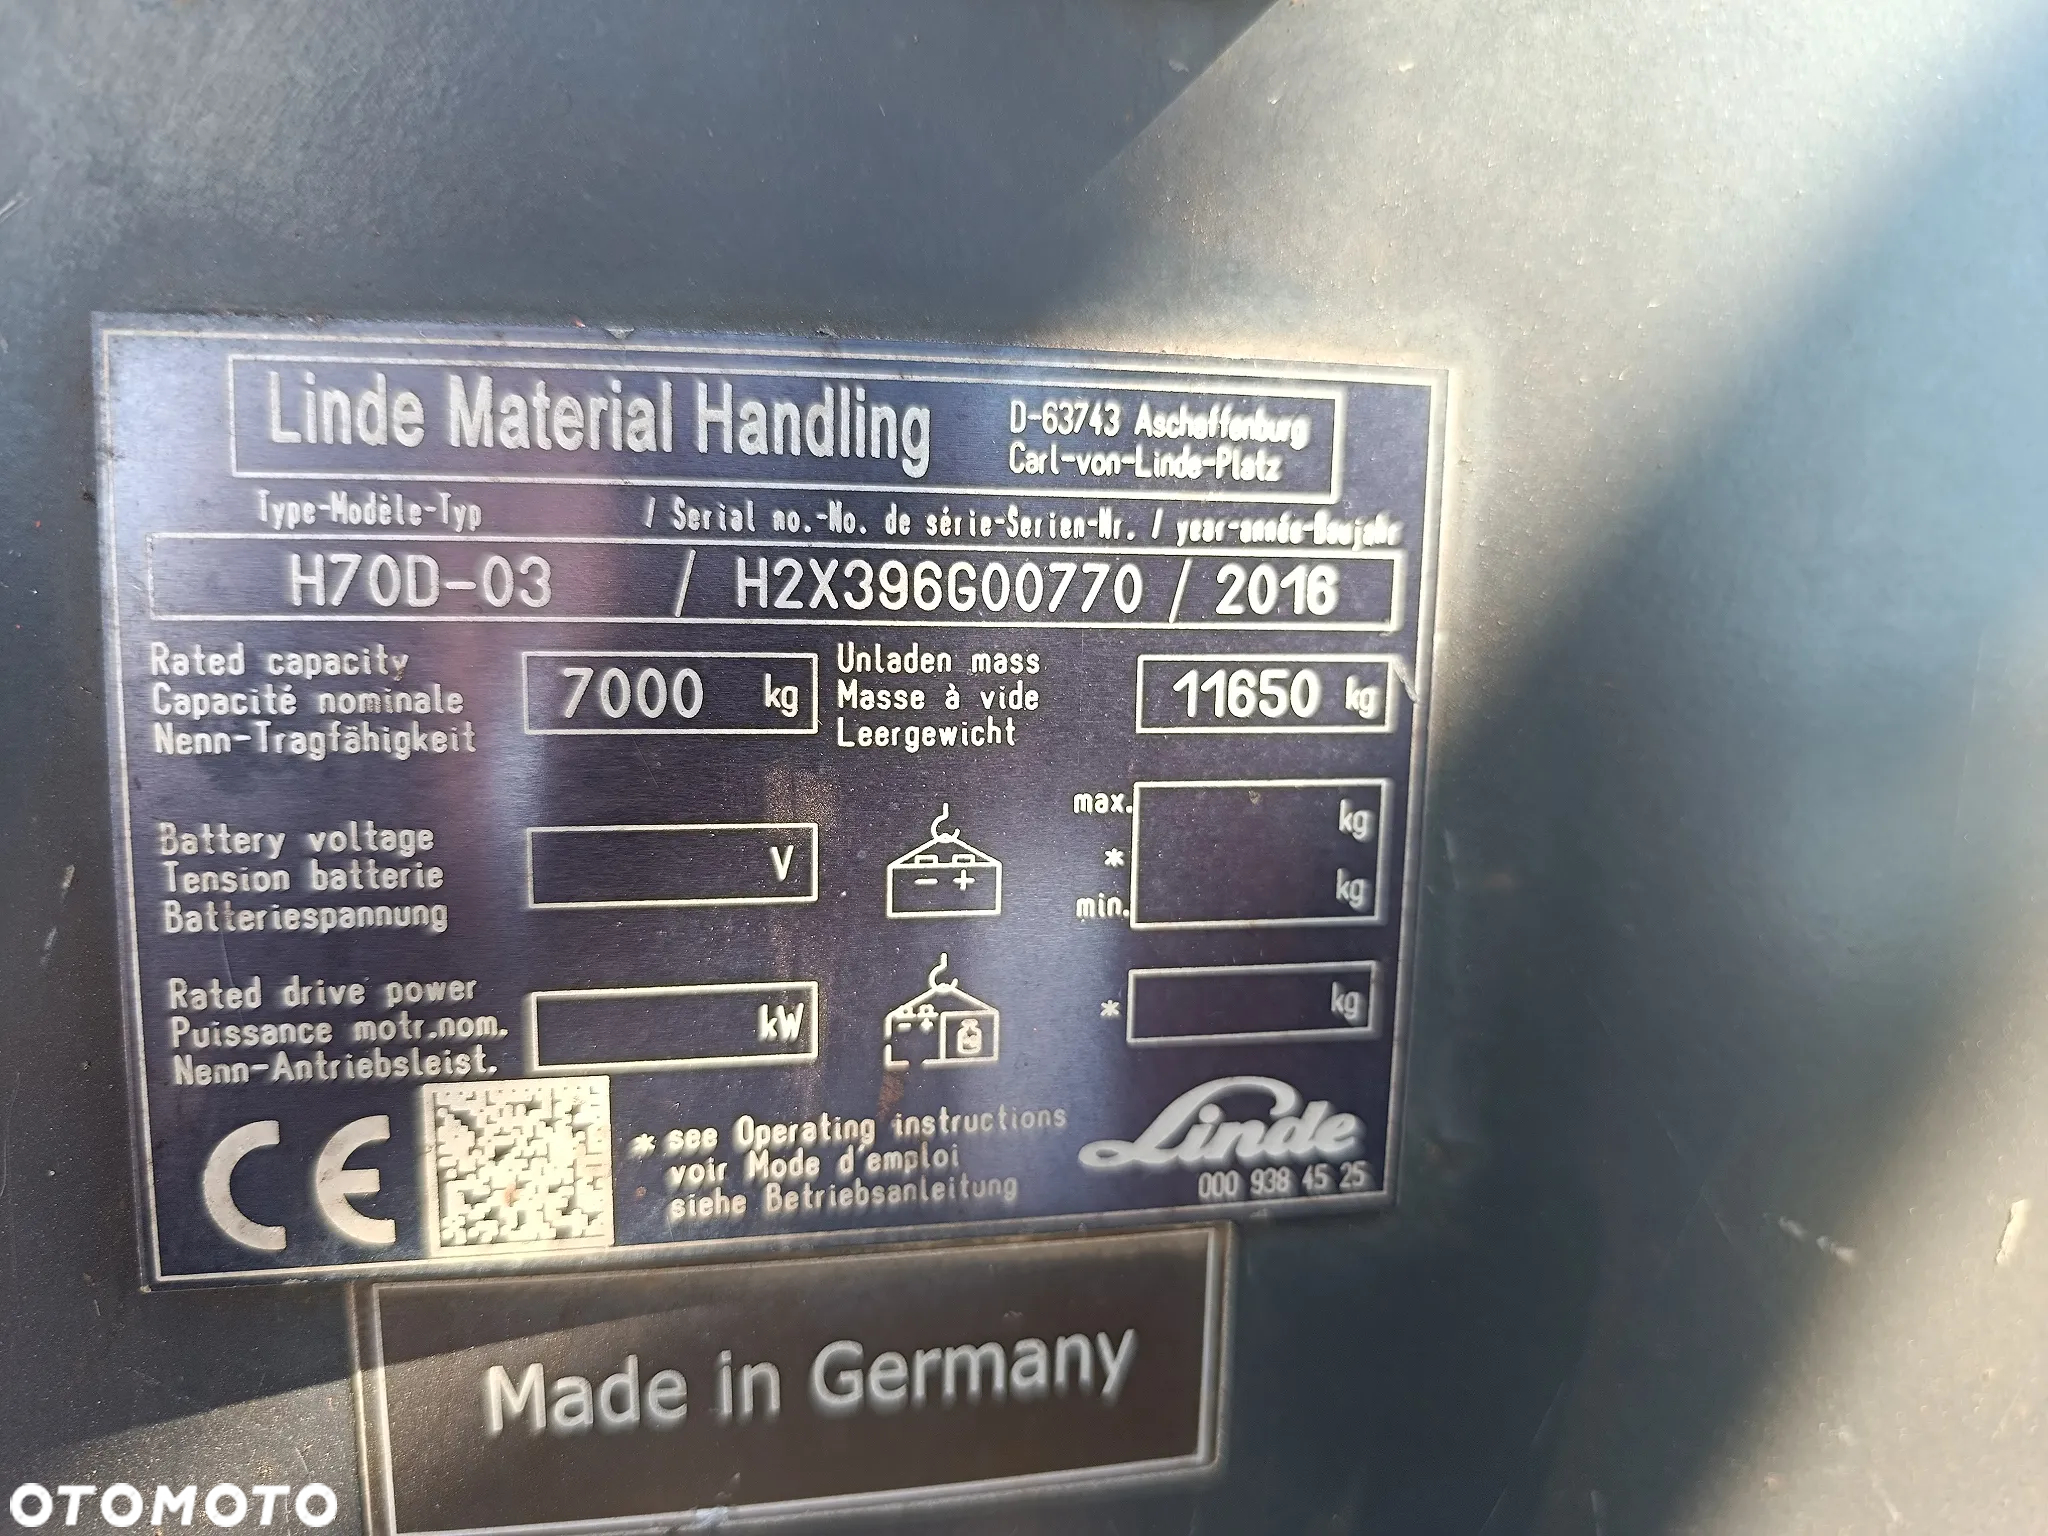 Linde Material Handling
D-63743 Aschaffenburg
Carl-von-Linde-Platz
Type-Modèle-Typ / Serial no.-No. de série-Serien-Nr. / year-année-Baujahr
H70D-03 / H2X396G00770 / 2016
Rated capacity
Capacité nominale
Nenn-Tragfähigkeit
7000 kg
Unladen mass
Masse à vide
Leergewicht
11650 kg
Battery voltage
Tension batterie
Batteriespannung
V
- +
max.
*
min.
kg
kg
Rated drive power
Puissance motr.nom.
Nenn-Antriebsleist.
kW
- +
* kg
CE
* see Operating instructions
voir Mode d'emploi
siehe Betriebsanleitung
Linde
000 938 45 25
Made in Germany
OTOMOTO